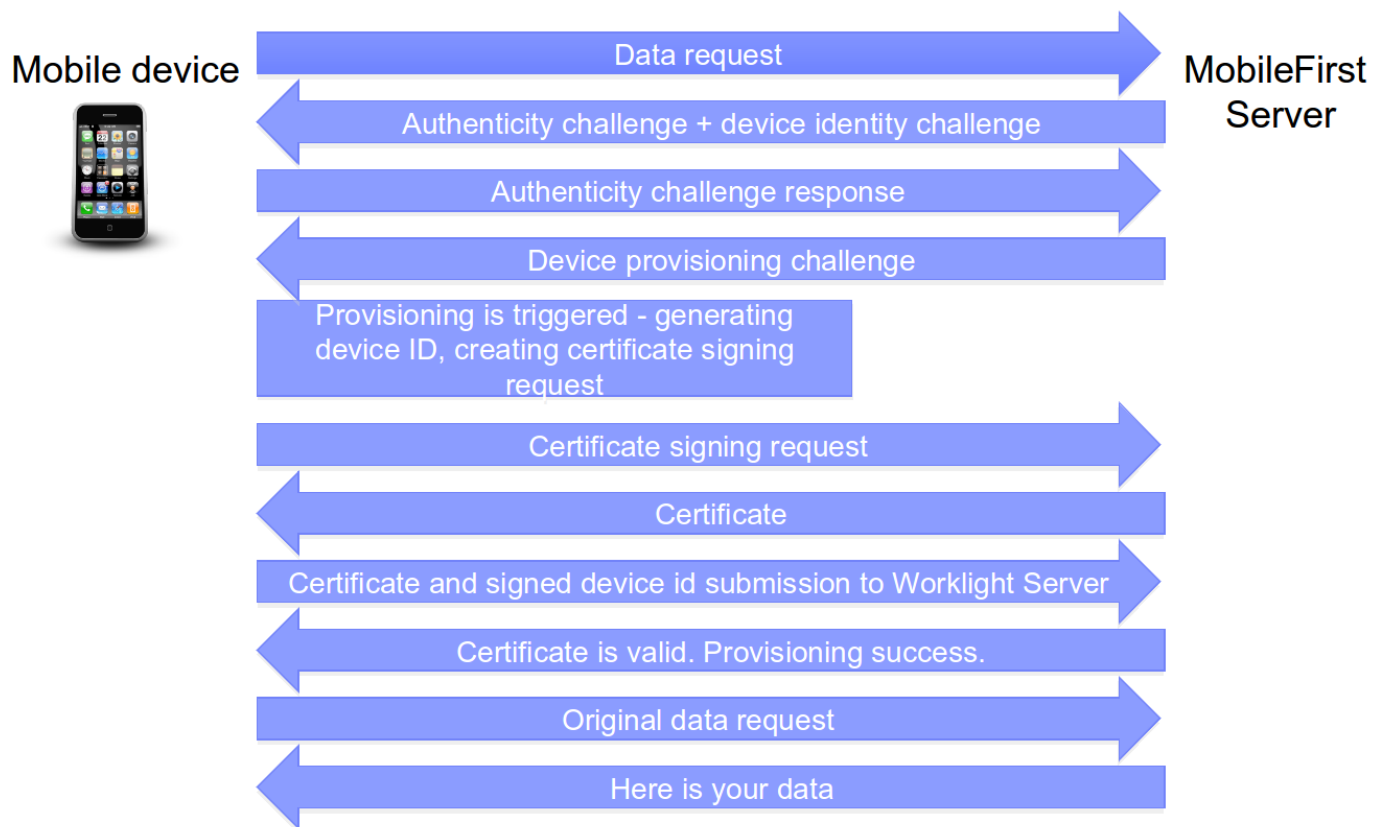 Mobile device
MobileFirst
Server
Data request
Authenticity challenge + device identity challenge
Authenticity challenge response
Device provisioning challenge
Provisioning is triggered - generating
device ID, creating certificate signing
request
Certificate signing request
Certificate
Certificate and signed device id submission to Worklight Server
Certificate is valid. Provisioning success.
Original data request
Here is your data